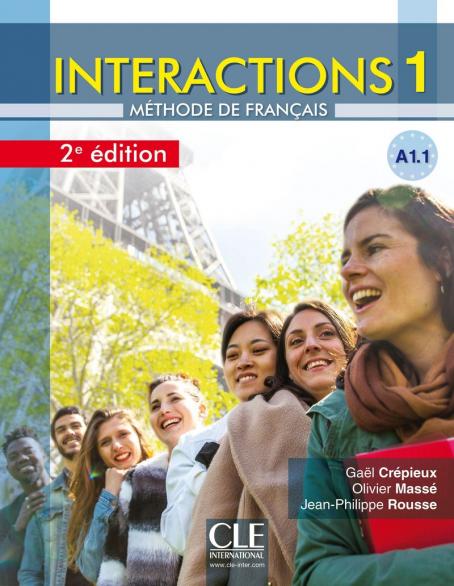 INTERACTIONS 1
MÉTHODE DE FRANÇAIS
2e édition
A1.1
Gaël Crépieux
Olivier Massé
Jean-Philippe Rousse
CLE
INTERNATIONAL
www.cle-inter.com